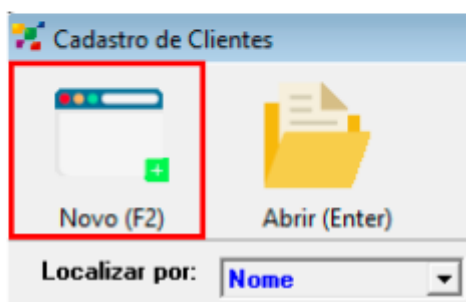 Cadastro de Clientes
Novo (F2) Abrir (Enter)
Localizar por: Nome